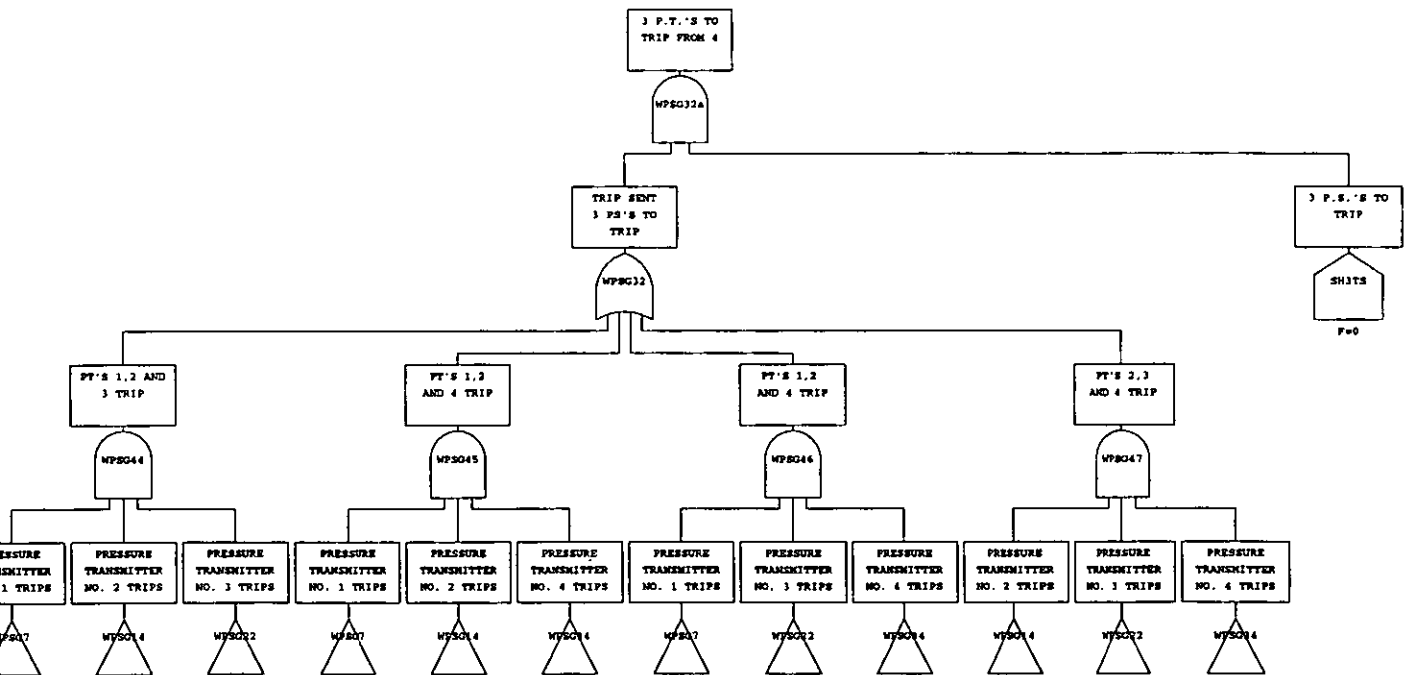 3 P.T.'S TO
TRIP FROM 4
WPSG32a
TRIP SENT
3 PS'S TO
TRIP
3 P.S.'S TO
TRIP
WPSG32
SH3TS
F=0
PT'S 1,2 AND
3 TRIP
PT'S 1,2
AND 4 TRIP
PT'S 1,2
AND 4 TRIP
PT'S 2,3
AND 4 TRIP
WPSG44
WPSG45
WPSG46
WPSG47
ESSURE
NSMITTER
1 TRIPS
PRESSURE
TRANSMITTER
NO. 2 TRIPS
PRESSURE
TRANSMITTER
NO. 3 TRIPS
PRESSURE
TRANSMITTER
NO. 1 TRIPS
PRESSURE
TRANSMITTER
NO. 2 TRIPS
PRESSURE
TRANSMITTER
NO. 4 TRIPS
PRESSURE
TRANSMITTER
NO. 1 TRIPS
PRESSURE
TRANSMITTER
NO. 3 TRIPS
PRESSURE
TRANSMITTER
NO. 4 TRIPS
PRESSURE
TRANSMITTER
NO. 2 TRIPS
PRESSURE
TRANSMITTER
NO. 3 TRIPS
PRESSURE
TRANSMITTER
NO. 4 TRIPS
WPSG7
WPSG14
WPSG22
WPSG7
WPSG14
WPSG7
WPSG22
WPSG14
WPSG22